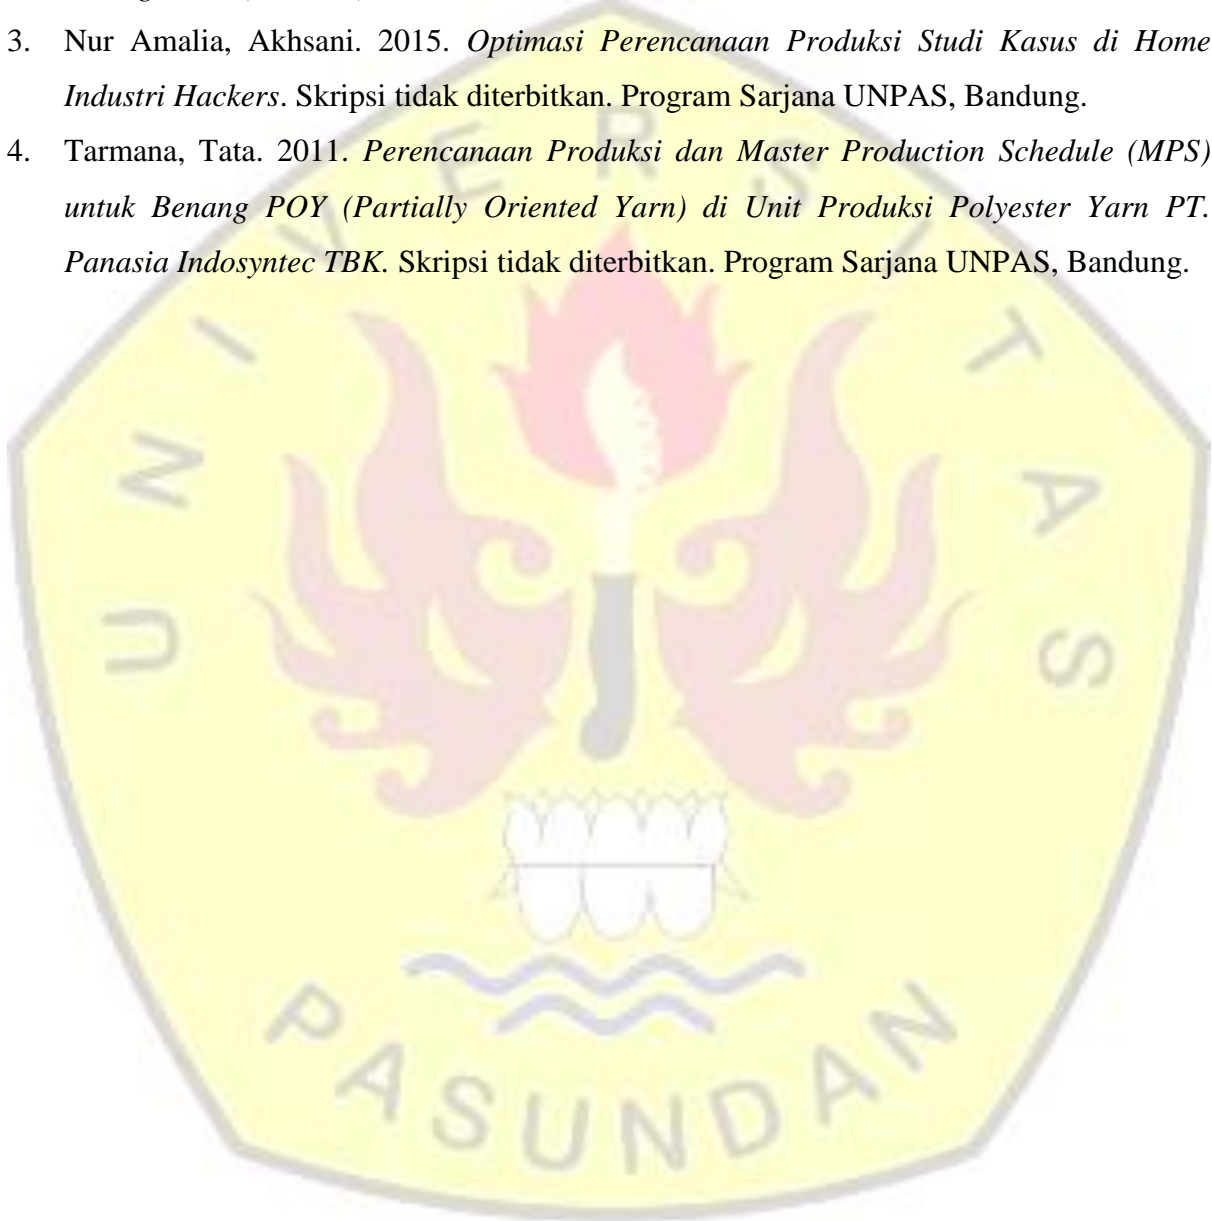 3. Nur Amalia, Akhsani. 2015. Optimasi Perencanaan Produksi Studi Kasus di Home
Industri Hackers. Skripsi tidak diterbitkan. Program Sarjana UNPAS, Bandung.
4. Tarmana, Tata. 2011. Perencanaan Produksi dan Master Production Schedule (MPS)
untuk Benang POY (Partially Oriented Yarn) di Unit Produksi Polyester Yarn PT.
Panasia Indosyntec TBK. Skripsi tidak diterbitkan. Program Sarjana UNPAS, Bandung.
UNIVERSITAS
PASUNDAN